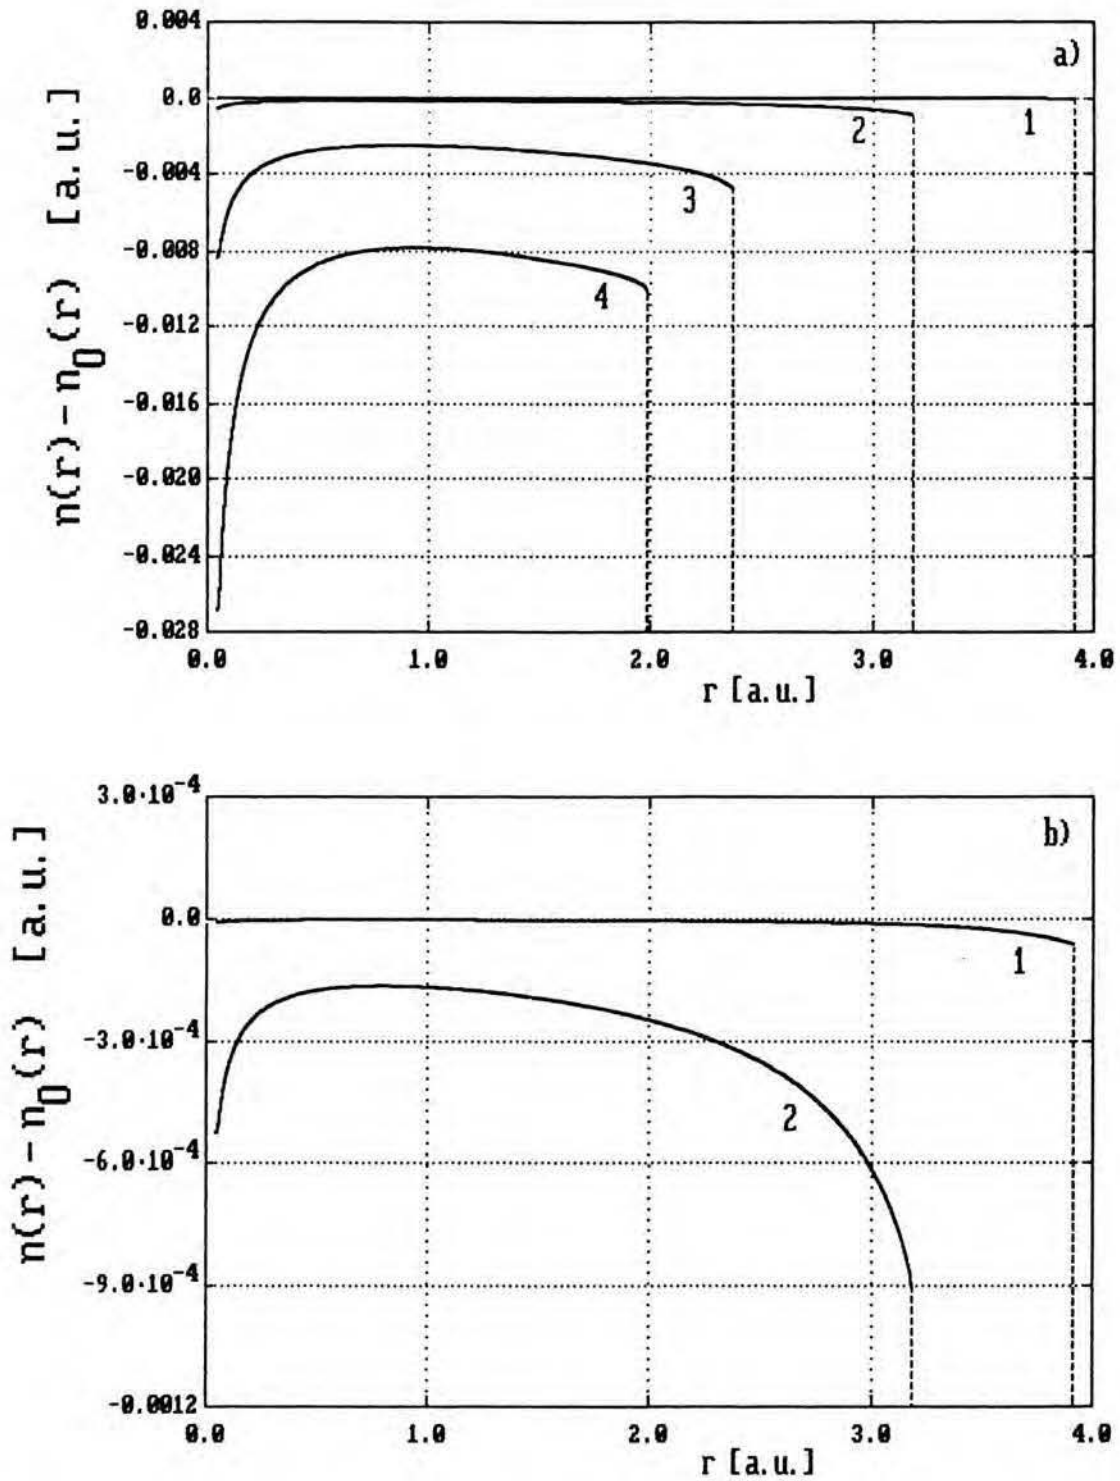 0.004
a)
0.0
1
2
-0.004
3
-0.008
4
-0.012
-0.016
-0.020
-0.024
-0.028
n(r)-n₀(r) [a.u.]
0.0 1.0 2.0 3.0 4.0
r [a.u.]
3.0·10⁻⁴
b)
0.0
1
-3.0·10⁻⁴
2
-6.0·10⁻⁴
-9.0·10⁻⁴
-0.0012
n(r)-n₀(r) [a.u.]
0.0 1.0 2.0 3.0 4.0
r [a.u.]